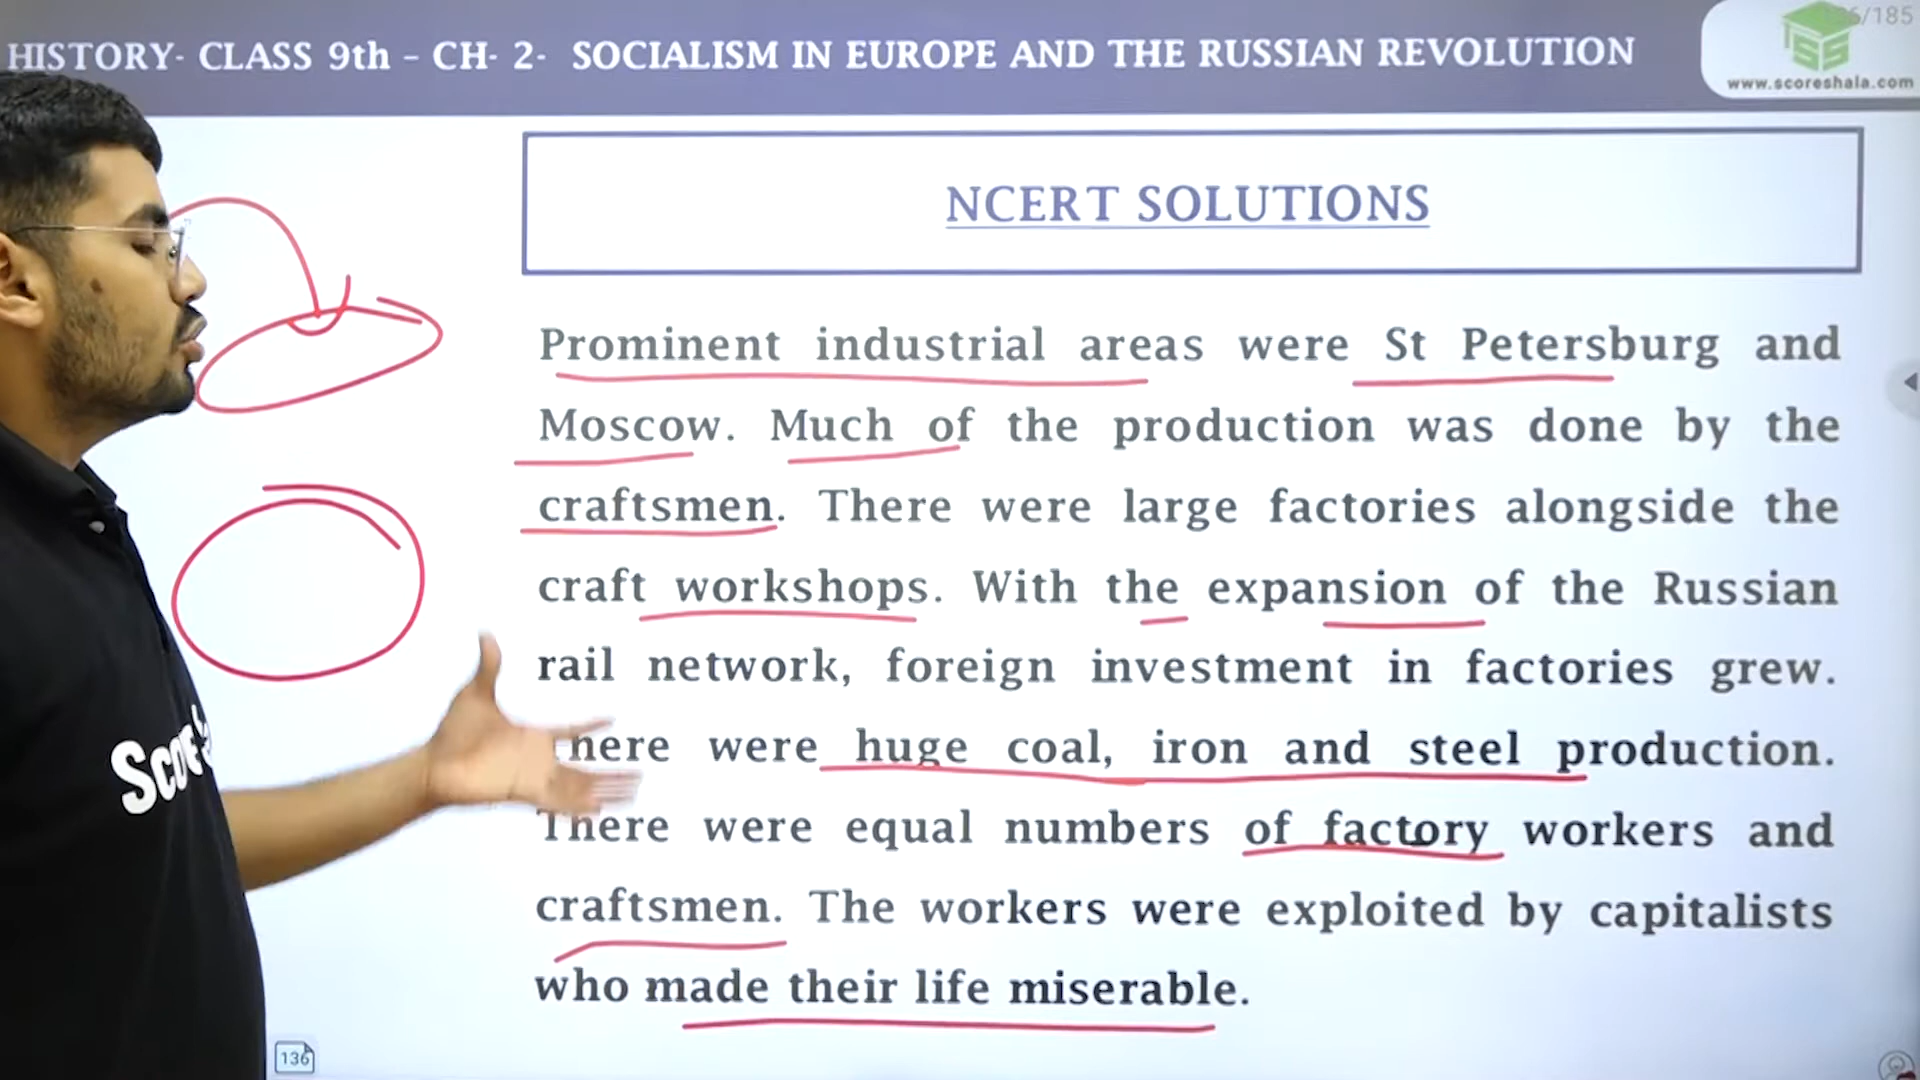 HISTORY- CLASS 9th – CH- 2- SOCIALISM IN EUROPE AND THE RUSSIAN REVOLUTION
/185
SS
www.scoreshala.com
NCERT SOLUTIONS
Prominent industrial areas were St Petersburg and
Moscow. Much of the production was done by the
craftsmen. There were large factories alongside the
craft workshops. With the expansion of the Russian
rail network, foreign investment in factories grew.
There were huge coal, iron and steel production.
There were equal numbers of factory workers and
craftsmen. The workers were exploited by capitalists
who made their life miserable.
136